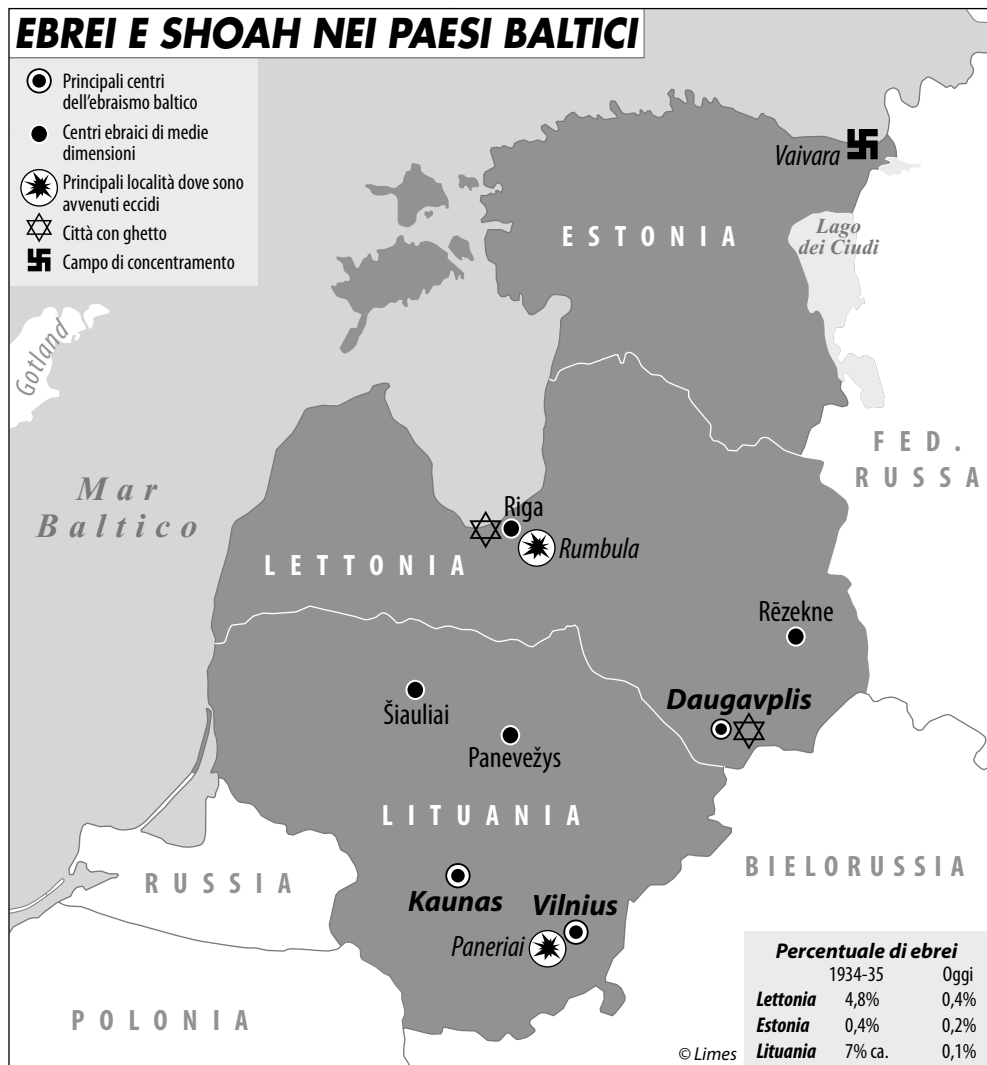 EBREI E SHOAH NEI PAESI BALTICI
Principali centri
dell'ebraismo baltico
Centri ebraici di medie
dimensioni
Principali località dove sono
avvenuti eccidi
Città con ghetto
Campo di concentramento
Vaivara
ESTONIA
Lago
dei Ciudi
Gotland
FED.
RUSSA
Mar
Baltico
Riga
Rumbula
LETTONIA
Rēzekne
Šiauliai
Daugavplis
Panevežys
LITUANIA
BIELORUSSIA
RUSSIA
Kaunas
Vilnius
Paneriai
POLONIA
Percentuale di ebrei
1934-35 Oggi
Lettonia 4,8% 0,4%
Estonia 0,4% 0,2%
Lituania 7% ca. 0,1%
© Limes